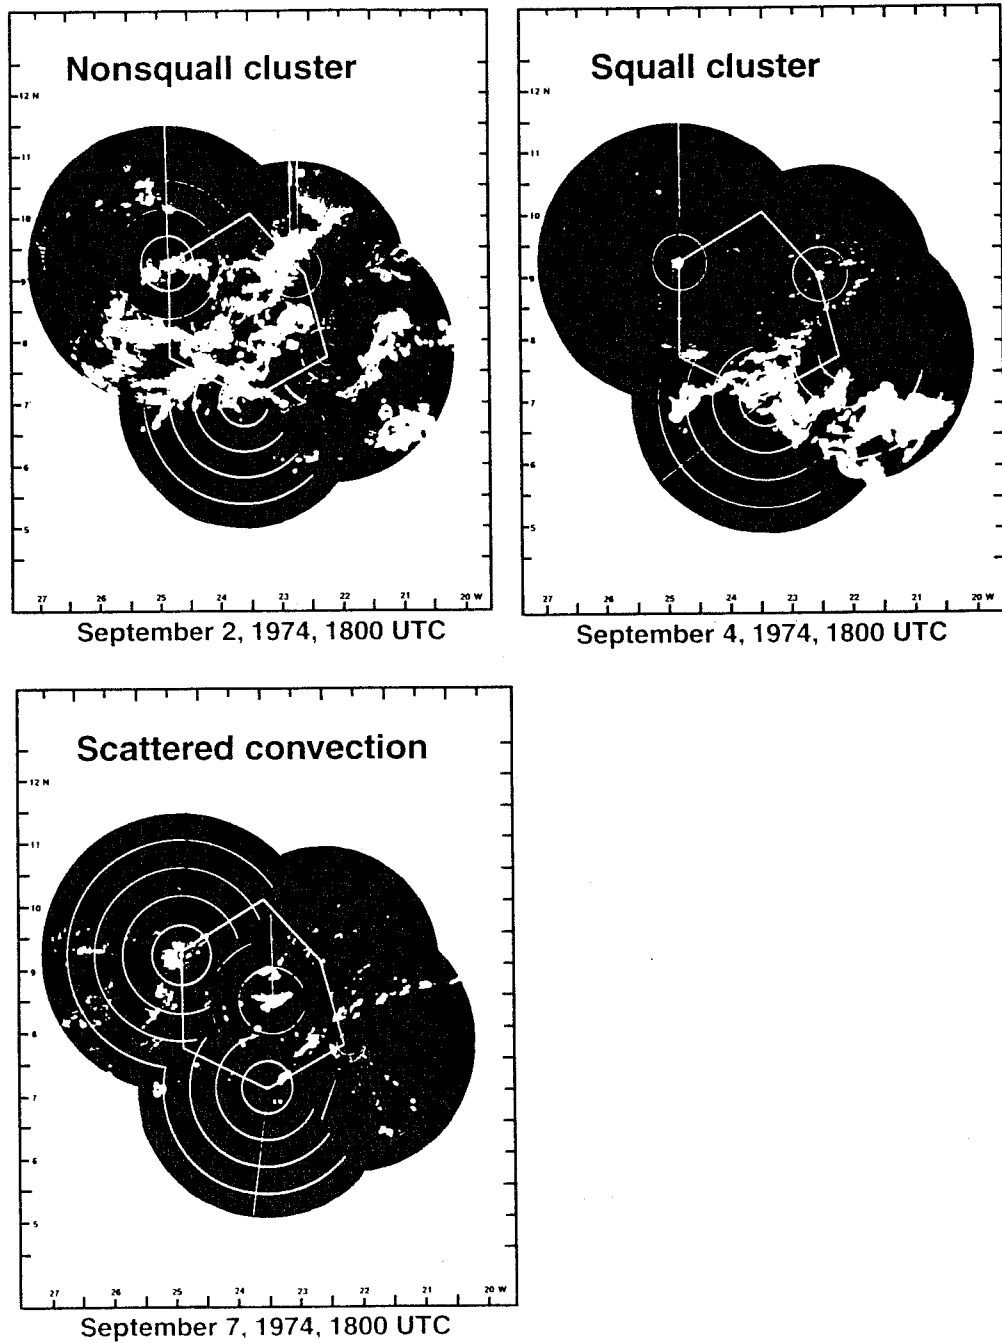 Nonsquall cluster
12 N
11
10
9
8
7
6
5
27 26 25 24 23 22 21 20 W
September 2, 1974, 1800 UTC
Squall cluster
12 N
11
10
9
8
7
6
5
27 26 25 24 23 22 21 20 W
September 4, 1974, 1800 UTC
Scattered convection
12 N
11
10
9
8
7
6
5
27 26 25 24 23 22 21 20 W
September 7, 1974, 1800 UTC